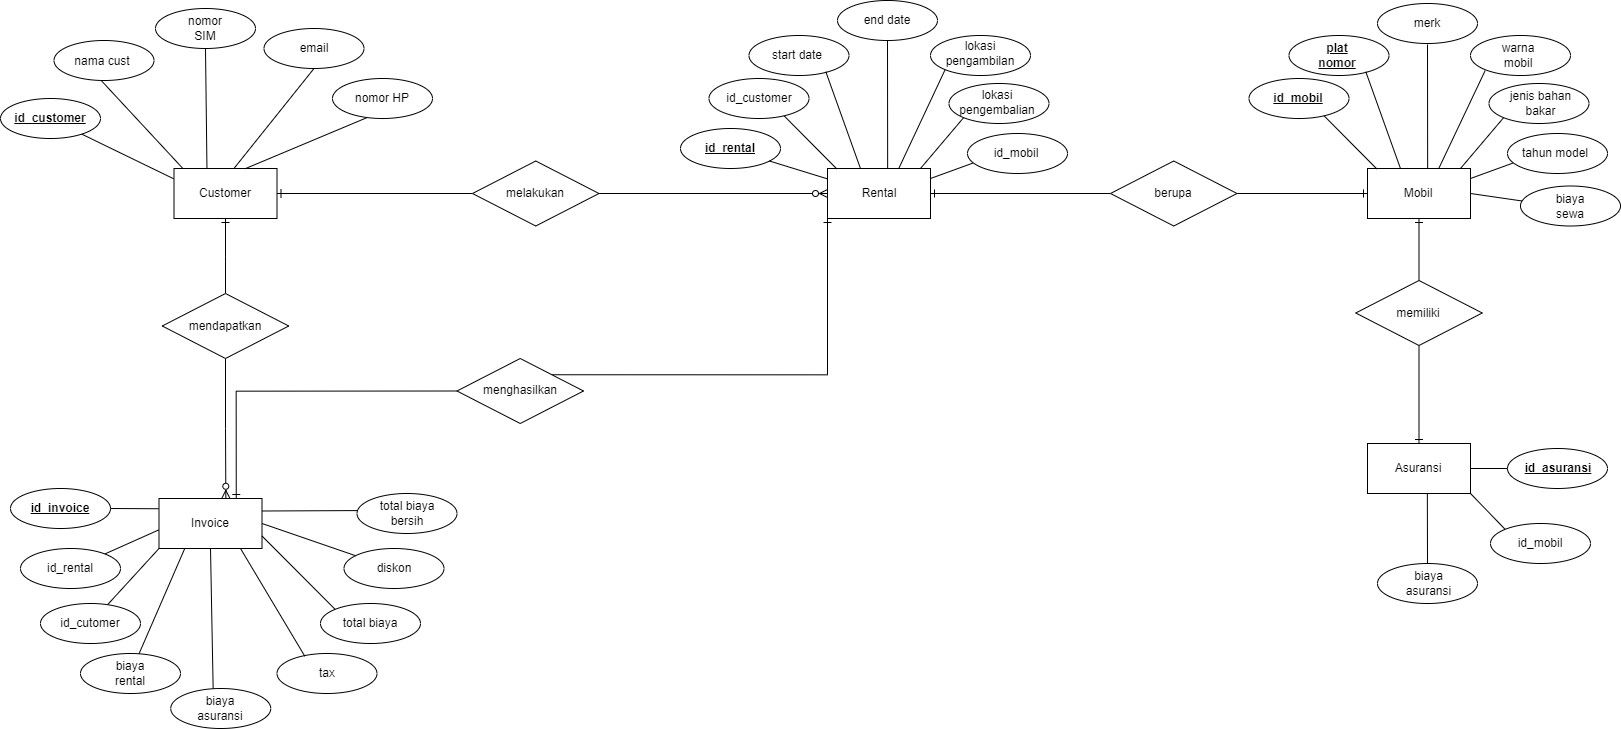 nomor
SIM
nama cust
email
id_customer
nomor HP
Customer
melakukan
end date
start date
lokasi
pengambilan
id_customer
lokasi
pengembalian
id_rental
id_mobil
Rental
berupa
merk
plat
nomor
warna
mobil
id_mobil
jenis bahan
bakar
tahun model
biaya
sewa
Mobil
mendapatkan
menghasilkan
memiliki
Asuransi
id_asuransi
id_mobil
biaya
asuransi
id_invoice
Invoice
total biaya
bersih
id_rental
diskon
id_cutomer
total biaya
biaya
rental
tax
biaya
asuransi